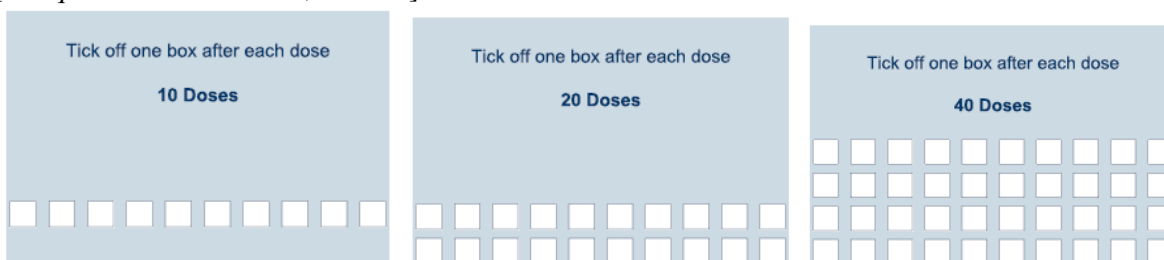 Tick off one box after each dose
10 Doses
Tick off one box after each dose
20 Doses
Tick off one box after each dose
40 Doses